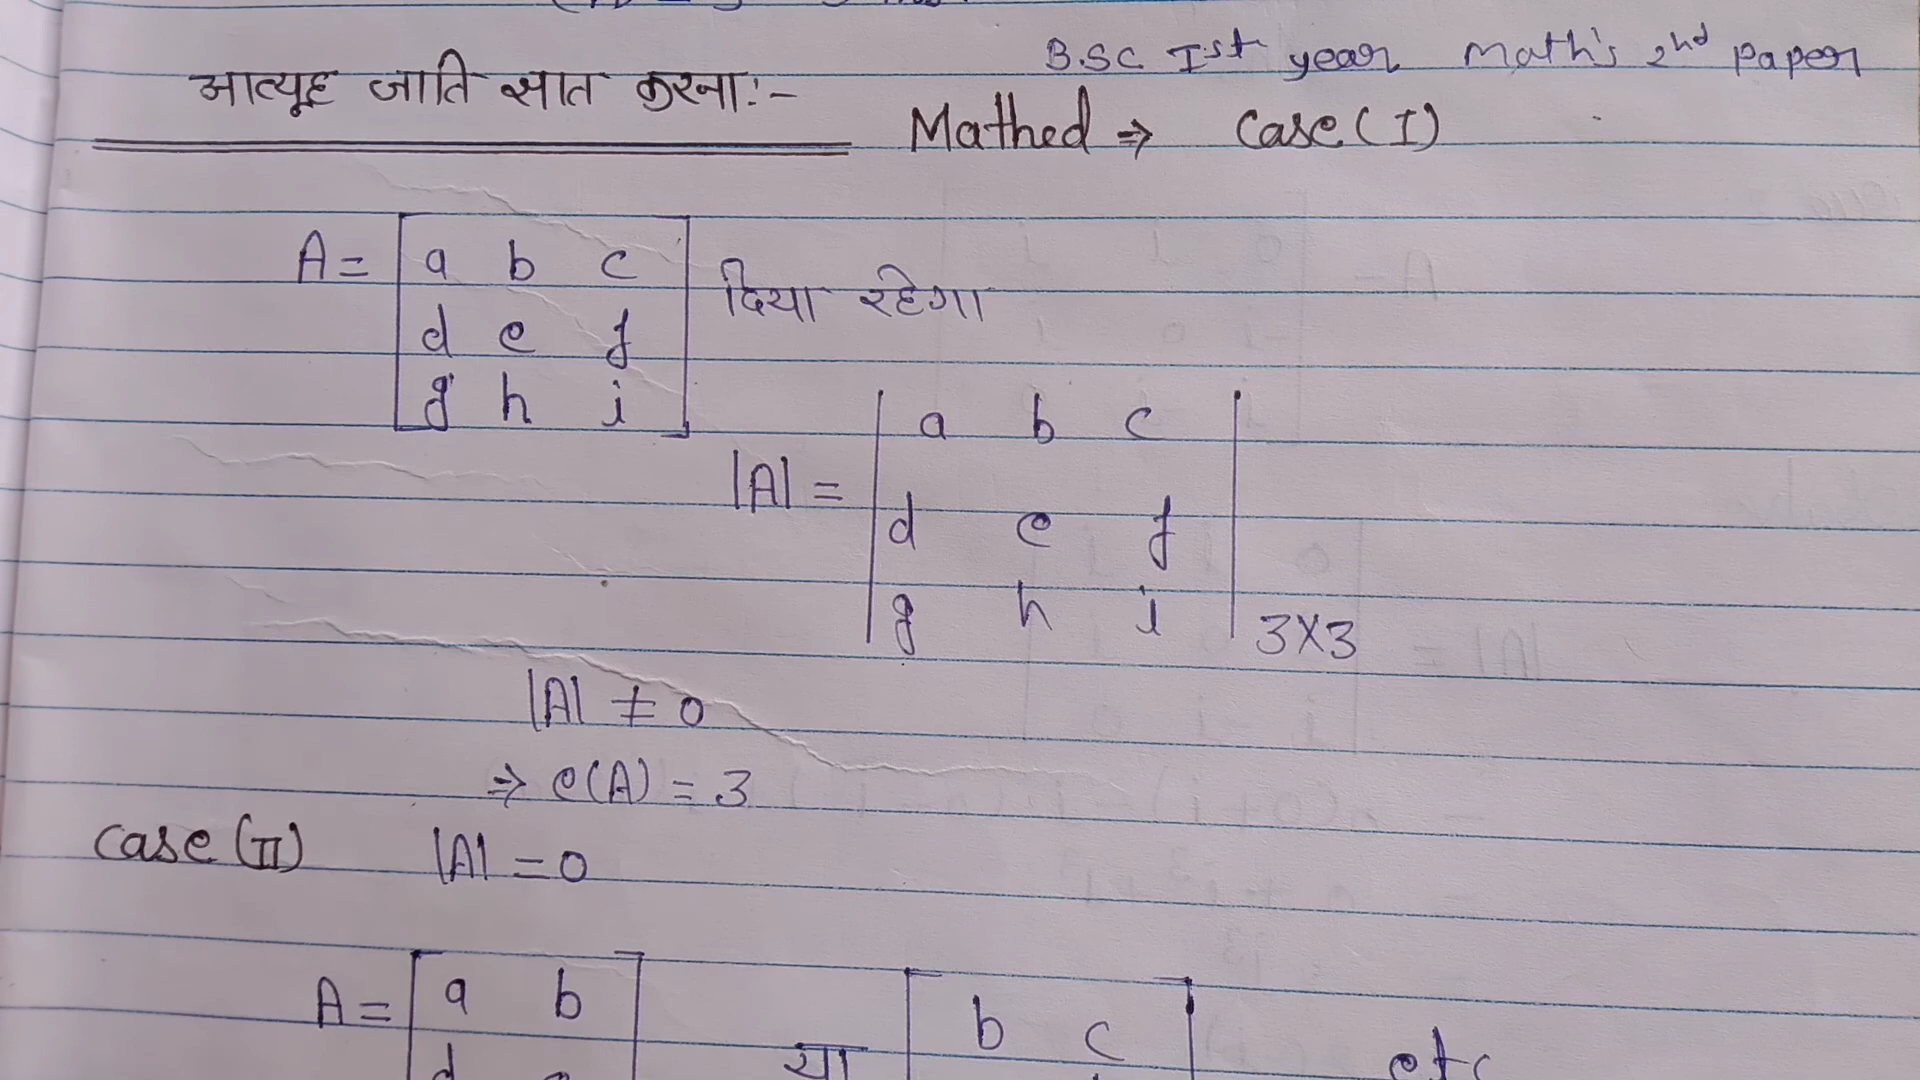 B.SC. Ist year Math's 2nd paper
आव्यूह जाति ज्ञात करना:-
Mathed ⇒ Case(I)
A = [a b c
d e f
g h i] दिया रहेगा
|A| = |a b c
d e f
g h i| 3X3
|A| ≠ 0
⇒ e(A) = 3
case (II) |A| = 0
A = [a b] या [b c] etc
d e